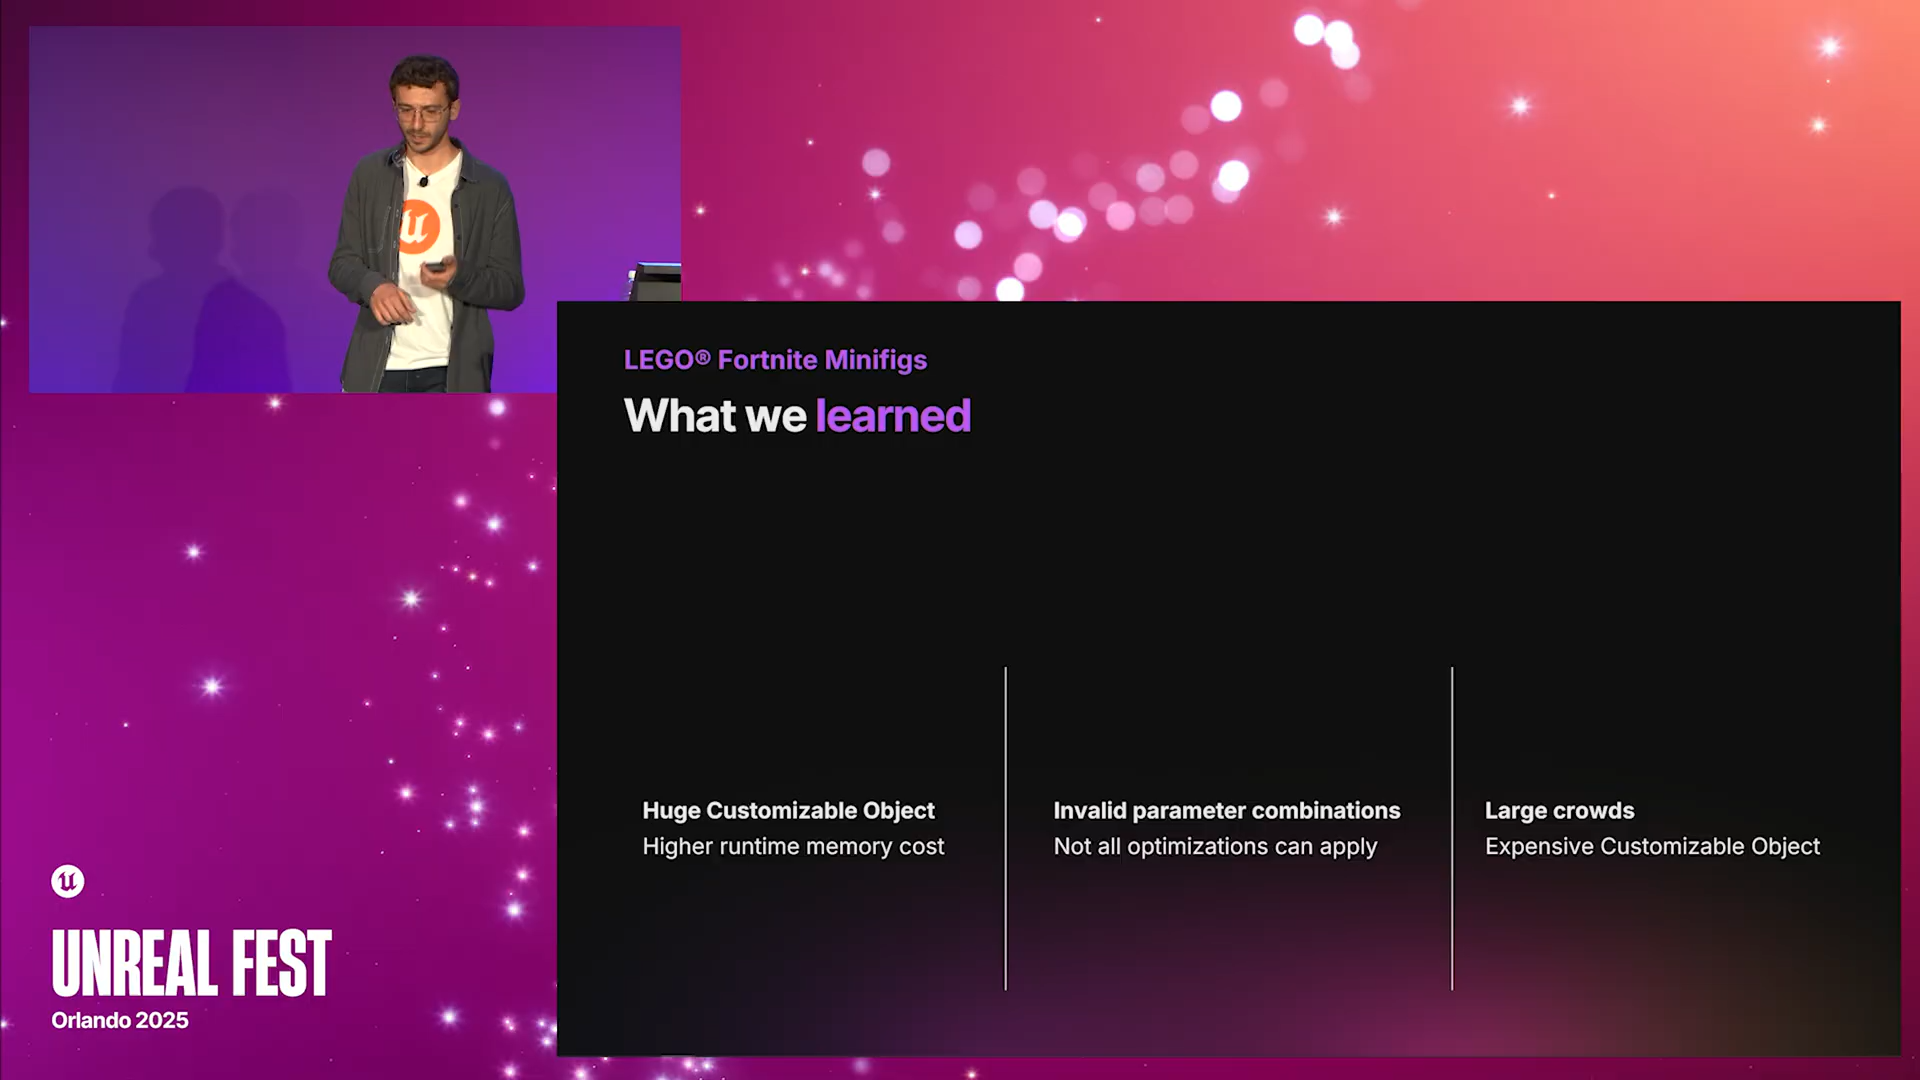 LEGO® Fortnite Minifigs
What we learned
Huge Customizable Object
Higher runtime memory cost
Invalid parameter combinations
Not all optimizations can apply
Large crowds
Expensive Customizable Object
UNREAL FEST
Orlando 2025